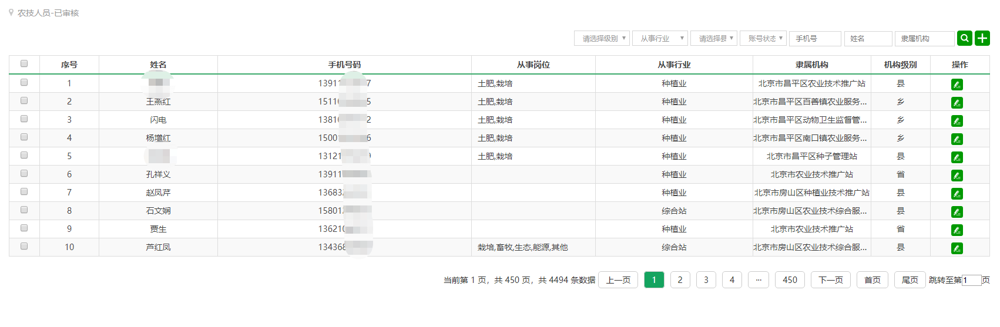 农技人员-已审核
请选择级别 从事行业 请选择县 账号状态 手机号 姓名 隶属机构
序号 姓名 手机号码 从事岗位 从事行业 隶属机构 机构级别 操作
1 13911 7 土肥,栽培 种植业 北京市昌平区农业技术推广站 县
2 王燕红 15110 5 土肥,栽培 种植业 北京市昌平区百善镇农业服务... 乡
3 闪电 13810 2 土肥,栽培 种植业 北京市昌平区动物卫生监督管... 乡
4 杨增红 15001 6 土肥,栽培 种植业 北京市昌平区南口镇农业服务... 乡
5 13121 9 土肥,栽培 种植业 北京市昌平区种子管理站 县
6 孔祥义 13911 种植业 北京市农业技术推广站 省
7 赵凤芹 13683 种植业 北京市房山区种植业技术推广站 县
8 石文娴 15801 综合站 北京市房山区农业技术综合服... 县
9 贾生 13621 种植业 北京市农业技术推广站 省
10 芦红凤 13436 栽培,畜牧,生态,能源,其他 综合站 北京市房山区农业技术综合服... 县
当前第 1 页，共 450 页，共 4494 条数据 上一页 1 2 3 4 ... 450 下一页 首页 尾页 跳转至第1页